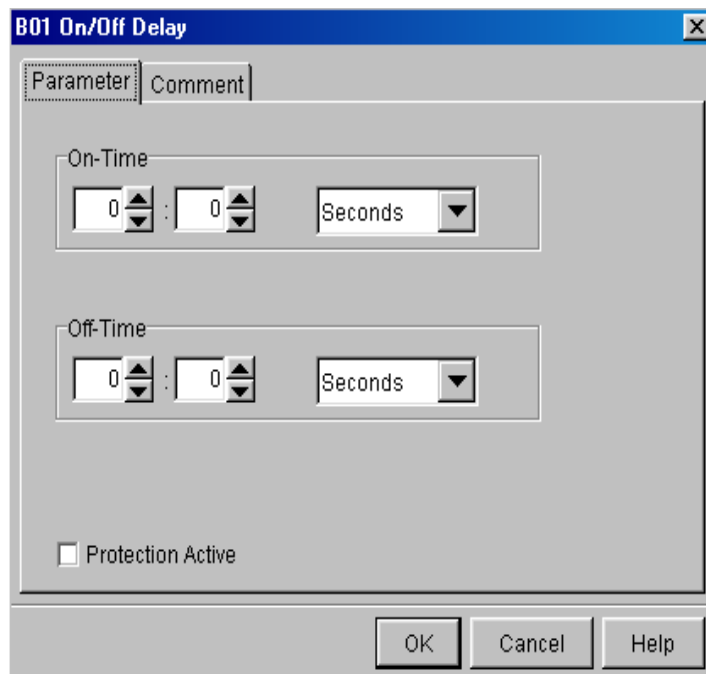 B01 On/Off Delay
Parameter Comment
On-Time
0 : 0 Seconds
Off-Time
0 : 0 Seconds
Protection Active
OK Cancel Help